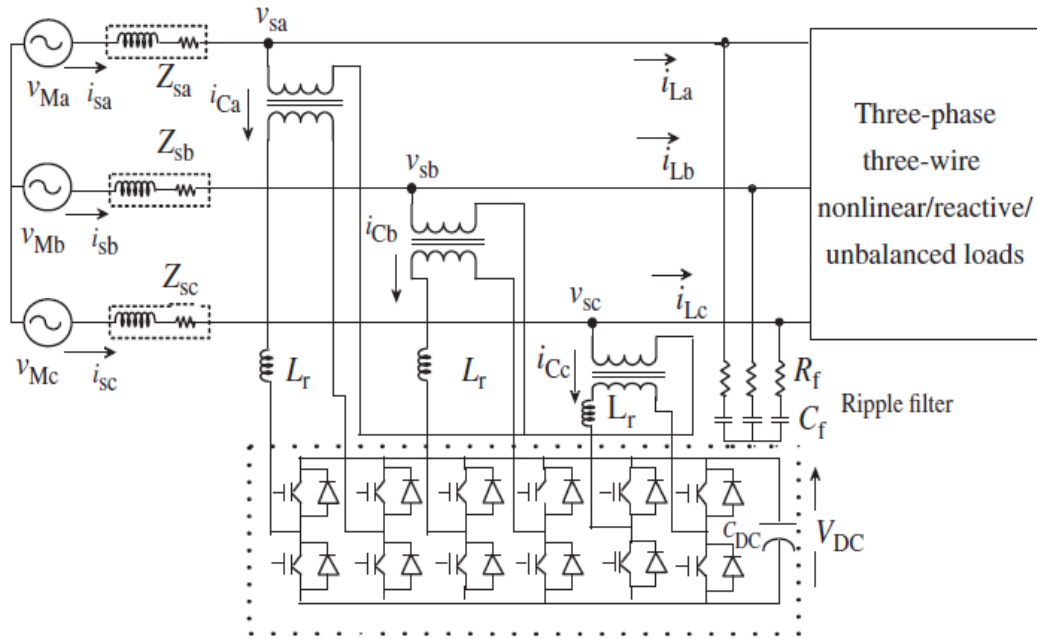 v_sa
Z_sa
v_Ma
i_sa
i_Ca
i_La
Three-phase
three-wire
nonlinear/reactive/
unbalanced loads
Z_sb
v_sb
i_Lb
v_Mb
i_sb
i_Cb
Z_sc
v_sc
i_Lc
v_Mc
i_sc
L_r
L_r
i_Cc
L_r
R_f
C_f
Ripple filter
C_DC
V_DC